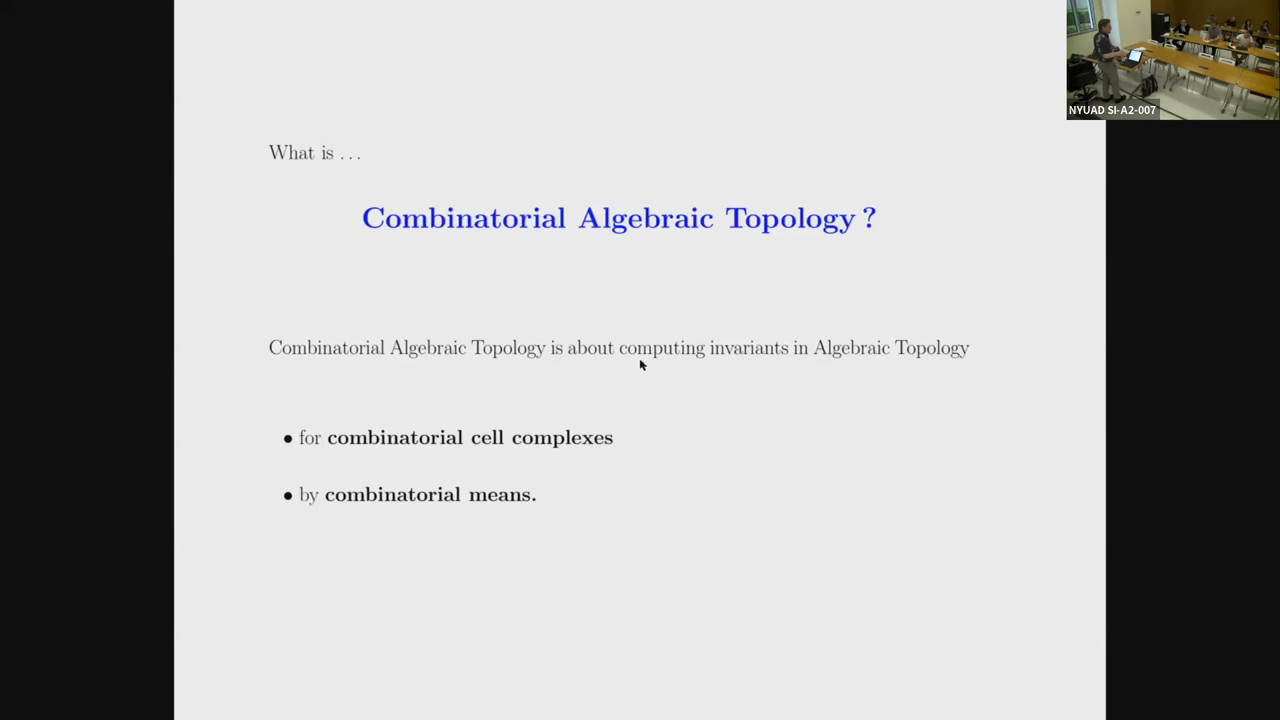 NYUAD SI-A2-007
What is . . .
Combinatorial Algebraic Topology ?
Combinatorial Algebraic Topology is about computing invariants in Algebraic Topology
• for combinatorial cell complexes
• by combinatorial means.